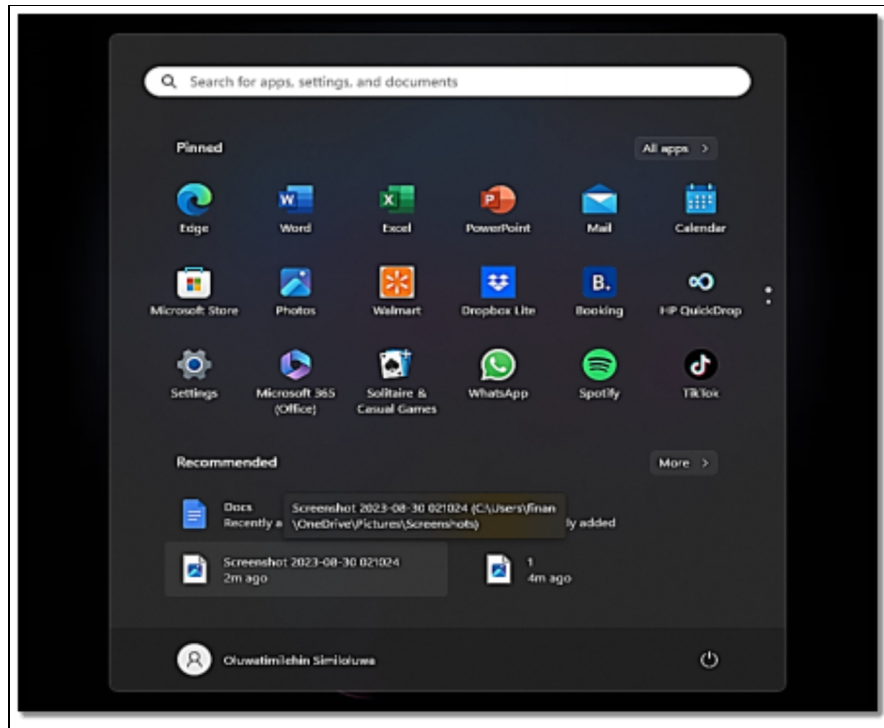 Search for apps, settings, and documents
Pinned
All apps >
Edge
Word
Excel
PowerPoint
Mail
Calendar
Microsoft Store
Photos
Walmart
Dropbox Lite
Booking
HP QuickDrop
Settings
Microsoft 365
(Office)
Solitaire &
Casual Games
WhatsApp
Spotify
TikTok
Recommended
More >
Docs
Recently a
Screenshot 2023-08-30 021024 (C:\Users\finan
\OneDrive\Pictures\Screenshots)
ly added
Screenshot 2023-08-30 021024
2m ago
1
4m ago
Oluwatimilehin Similoluwa